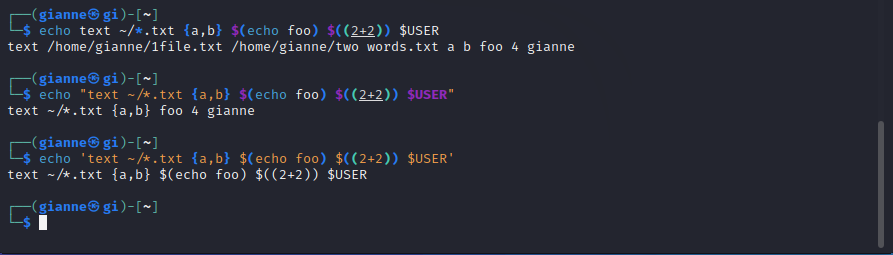 ┌──(gianne㉿gi)-[~]
└─$ echo text ~/*.txt {a,b} $(echo foo) $((2+2)) $USER
text /home/gianne/1file.txt /home/gianne/two words.txt a b foo 4 gianne
┌──(gianne㉿gi)-[~]
└─$ echo "text ~/*.txt {a,b} $(echo foo) $((2+2)) $USER"
text ~/*.txt {a,b} foo 4 gianne
┌──(gianne㉿gi)-[~]
└─$ echo 'text ~/*.txt {a,b} $(echo foo) $((2+2)) $USER'
text ~/*.txt {a,b} $(echo foo) $((2+2)) $USER
┌──(gianne㉿gi)-[~]
└─$